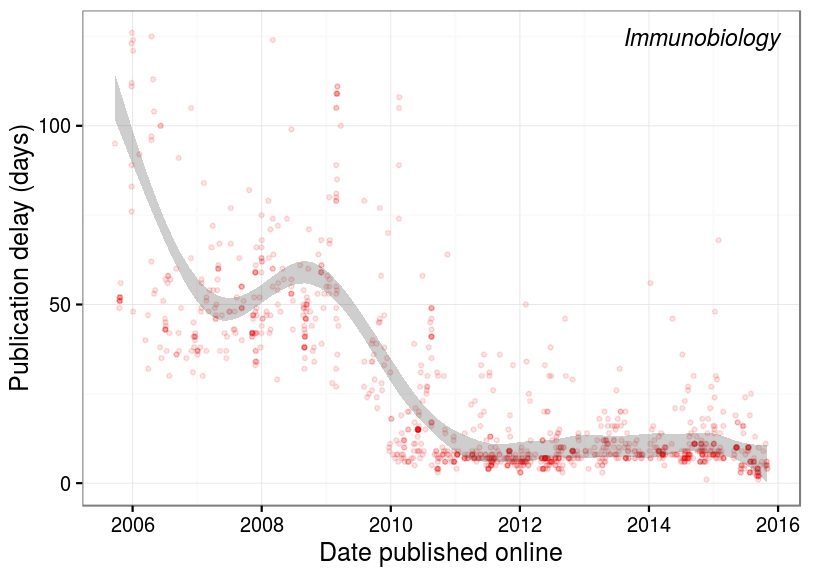 Immunobiology
Publication delay (days)
100
50
0
2006 2008 2010 2012 2014 2016
Date published online